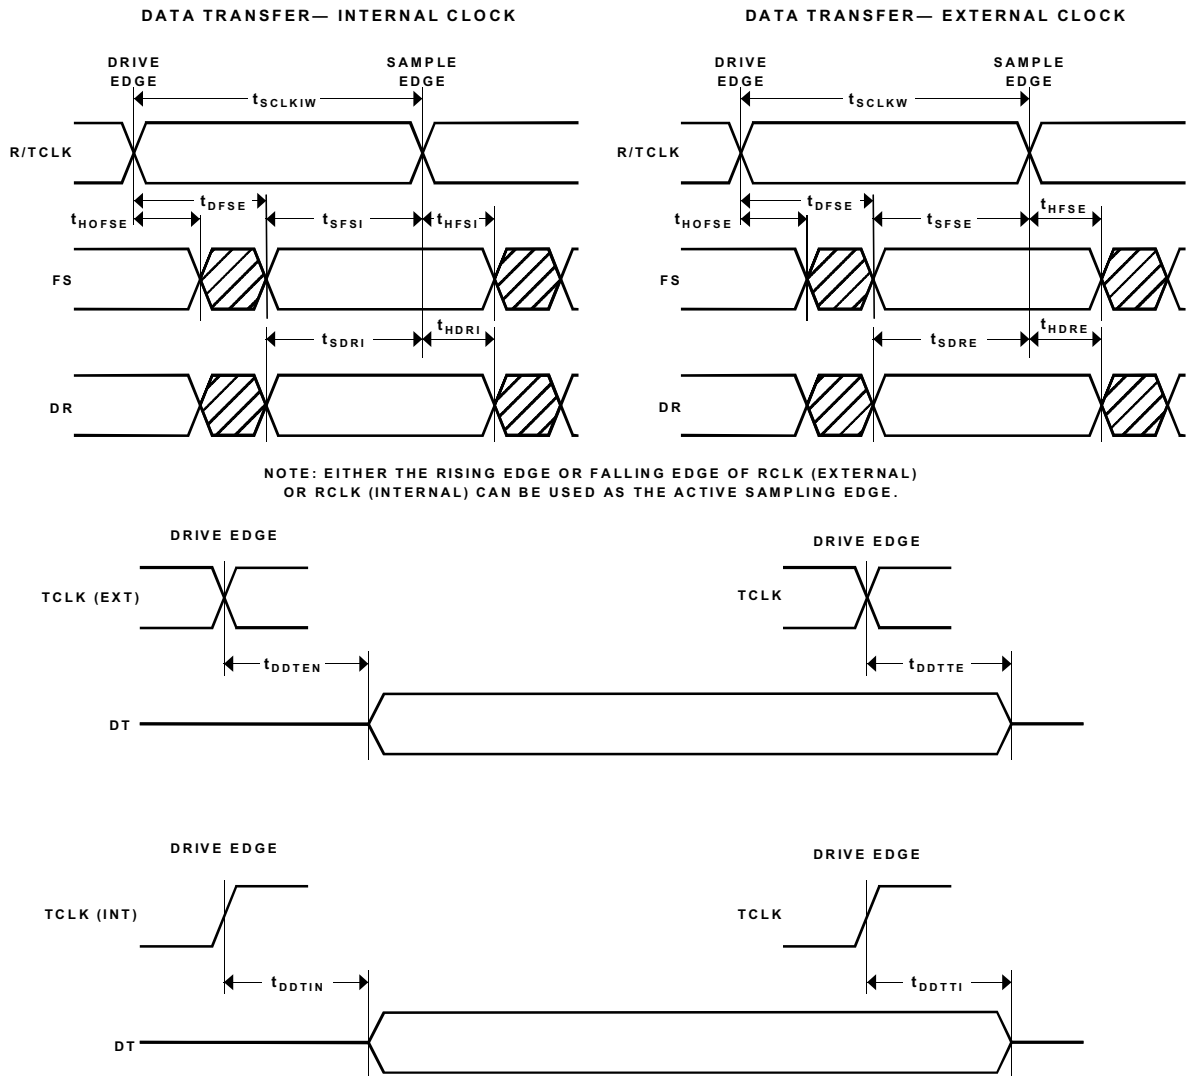 DATA TRANSFER— INTERNAL CLOCK
DRIVE EDGE
SAMPLE EDGE
tSCLKIW
R/TCLK
tDFSE
tHOFSE
tSFSI
tHFSI
FS
tSDRI
tHDRI
DR
DATA TRANSFER— EXTERNAL CLOCK
DRIVE EDGE
SAMPLE EDGE
tSCLKW
R/TCLK
tDFSE
tHOFSE
tSFSE
tHFSE
FS
tSDRE
tHDRE
DR
NOTE: EITHER THE RISING EDGE OR FALLING EDGE OF RCLK (EXTERNAL)
OR RCLK (INTERNAL) CAN BE USED AS THE ACTIVE SAMPLING EDGE.
DRIVE EDGE
DRIVE EDGE
TCLK (EXT)
TCLK
tDDTEN
tDDTTE
DT
DRIVE EDGE
DRIVE EDGE
TCLK (INT)
TCLK
tDDTIN
tDDTTI
DT